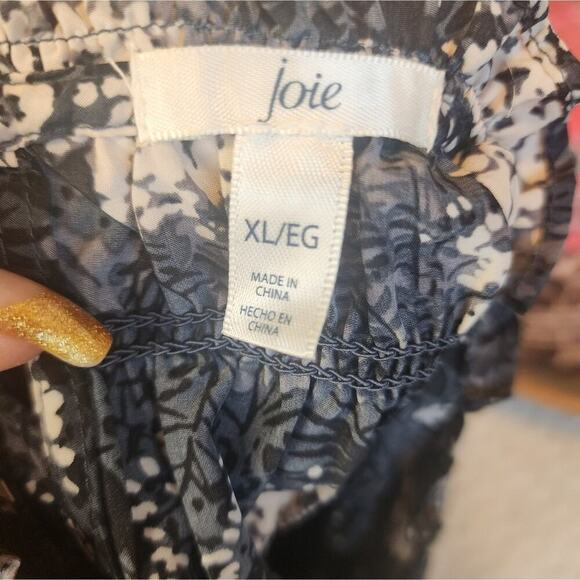 joie
XL/EG
MADE IN
CHINA
HECHO EN
CHINA